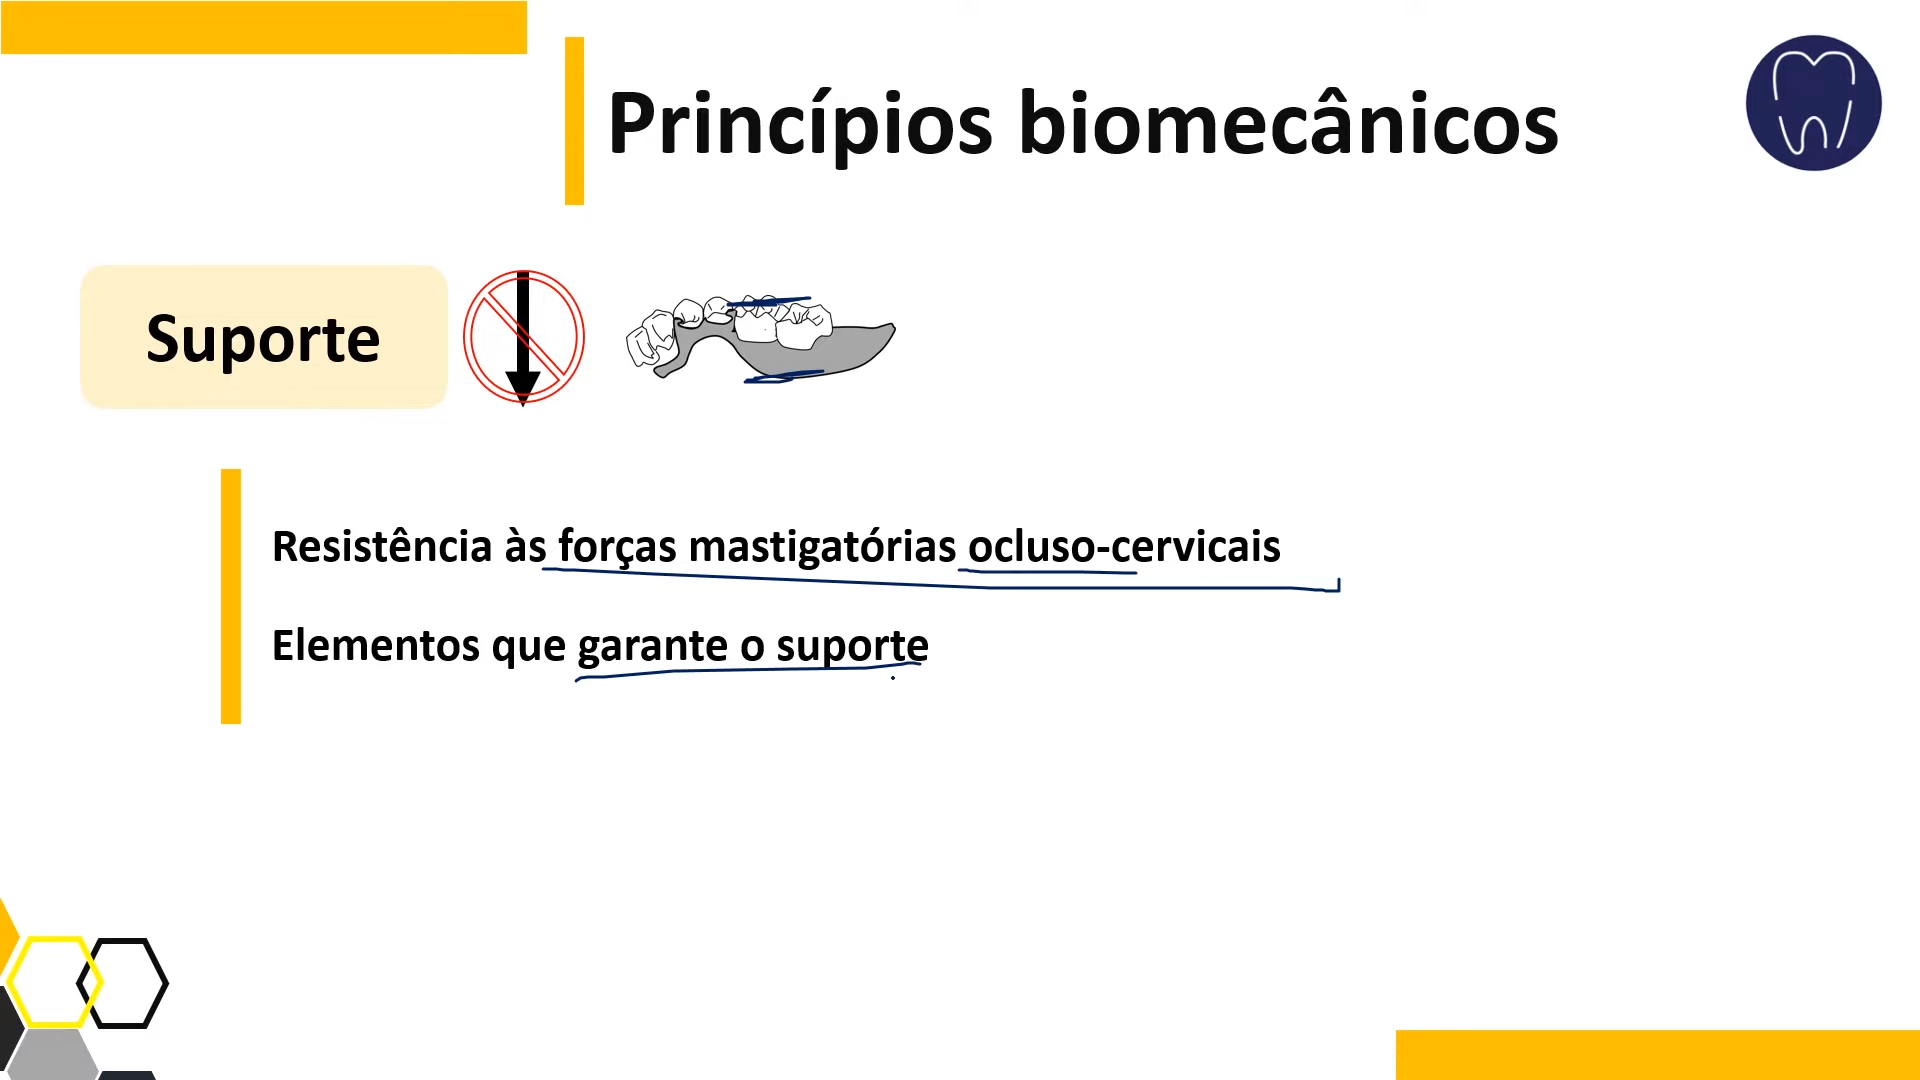 Princípios biomecânicos
Suporte
Resistência às forças mastigatórias ocluso-cervicais
Elementos que garante o suporte